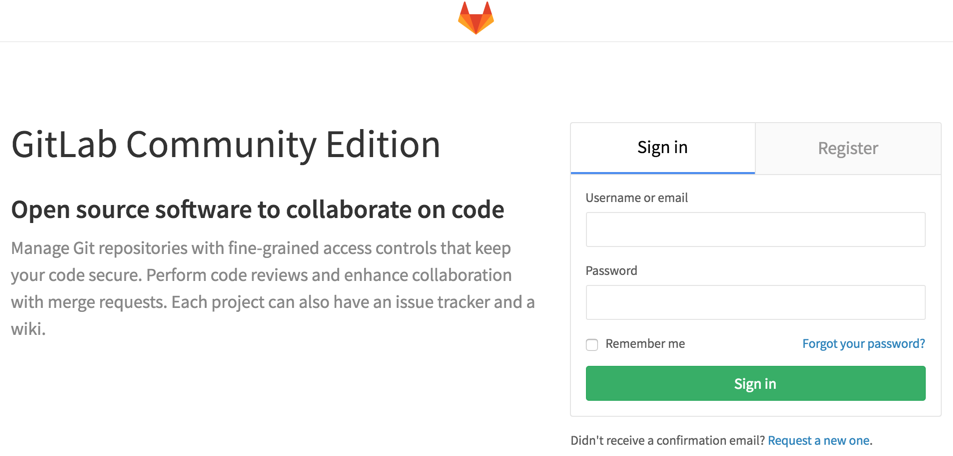 GitLab Community Edition
Open source software to collaborate on code
Manage Git repositories with fine-grained access controls that keep
your code secure. Perform code reviews and enhance collaboration
with merge requests. Each project can also have an issue tracker and a
wiki.
Sign in Register
Username or email
Password
Remember me Forgot your password?
Sign in
Didn't receive a confirmation email? Request a new one.